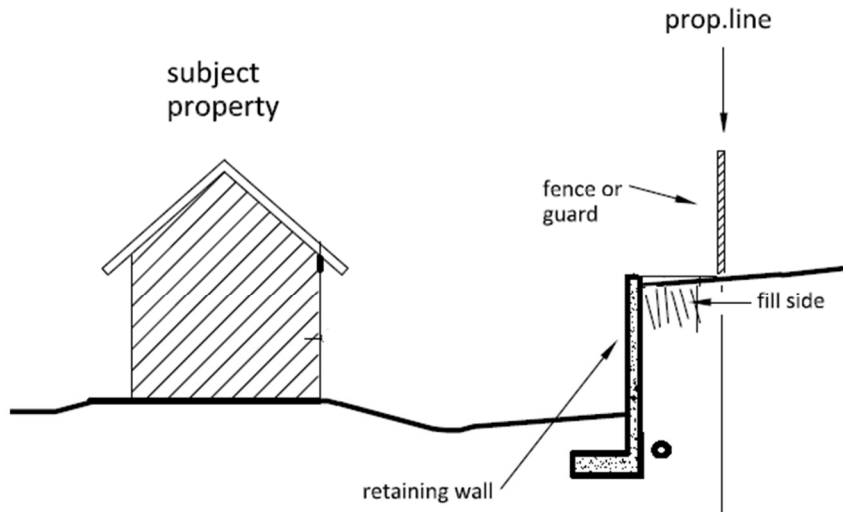 prop.line
subject
property
fence or
guard
fill side
retaining wall